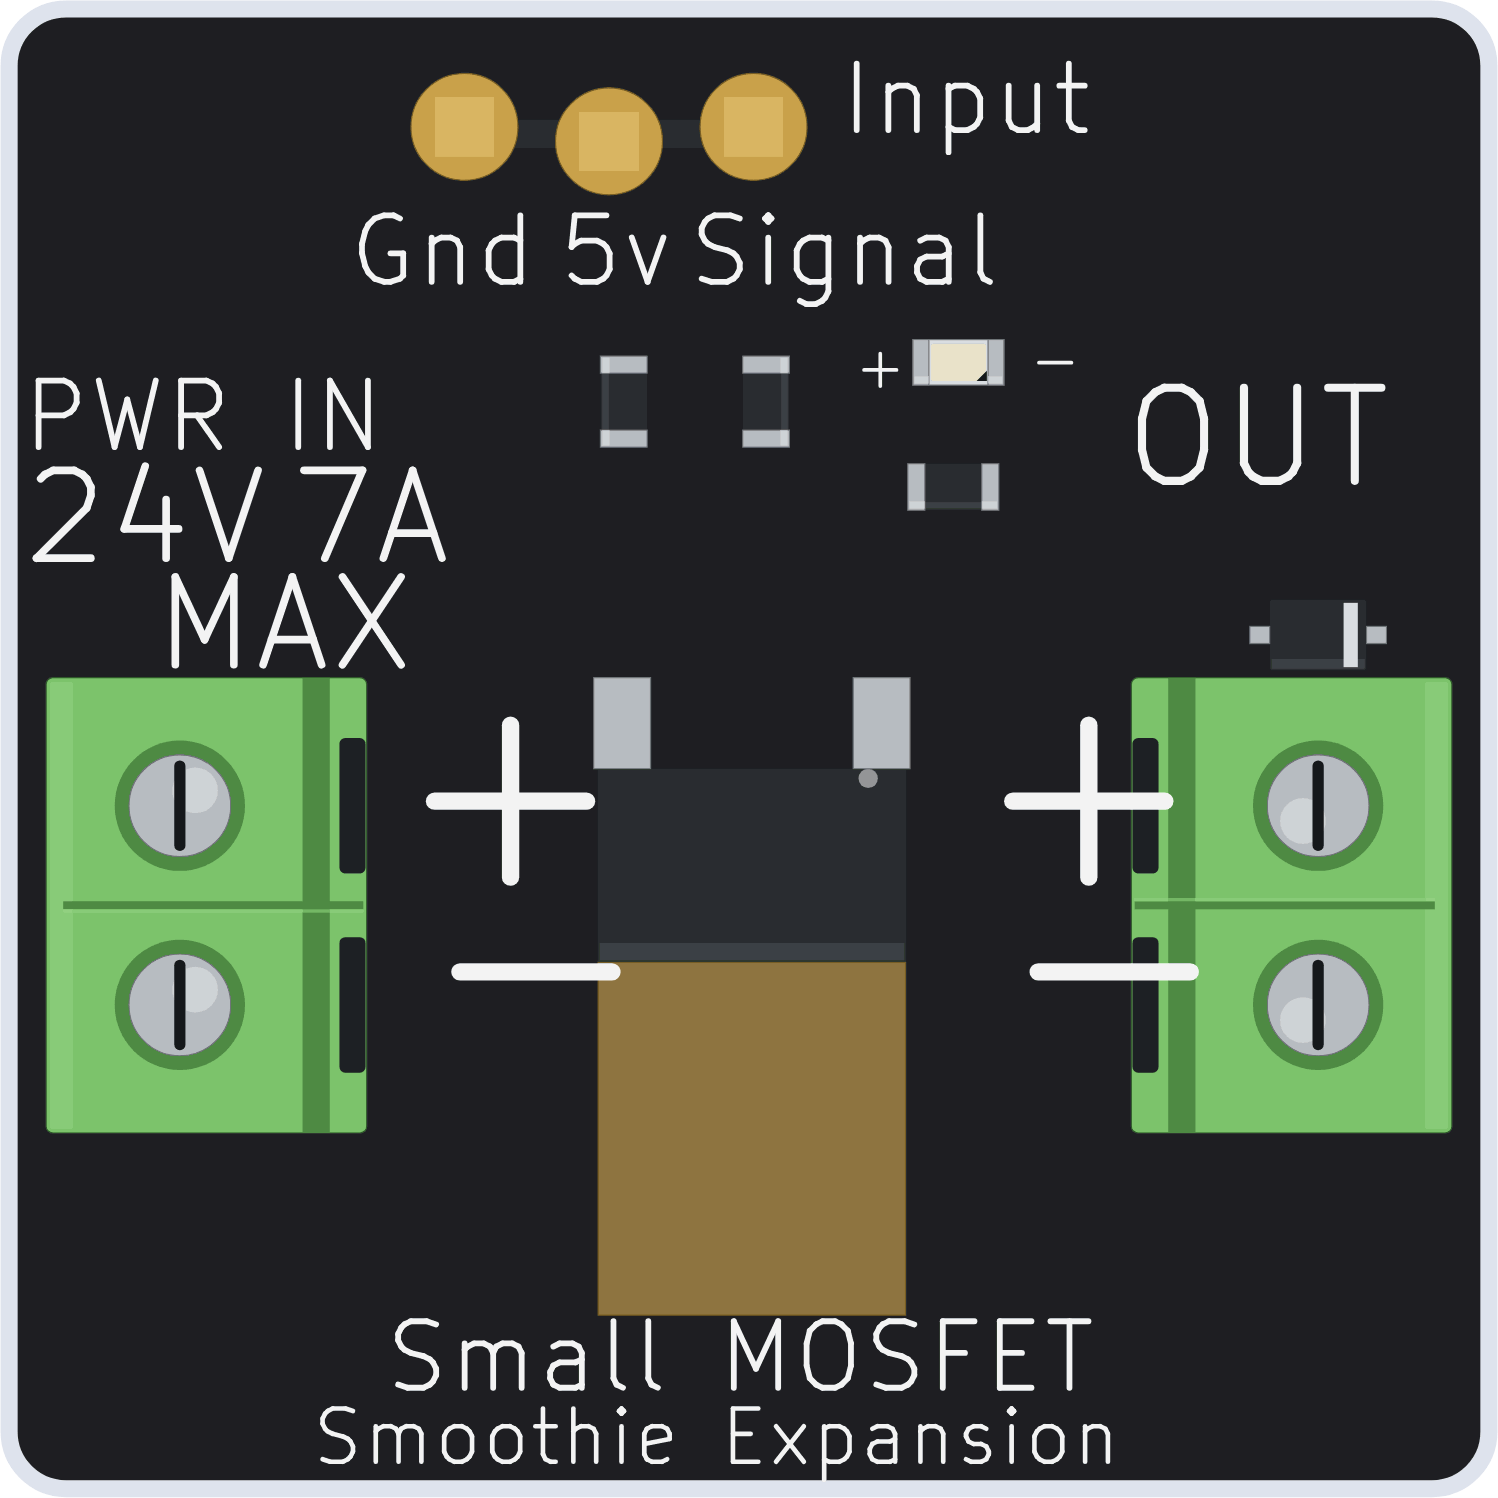 Input
Gnd 5v Signal
+ -
PWR IN
24V 7A
MAX
OUT
+ +
- -
Small MOSFET
Smoothie Expansion